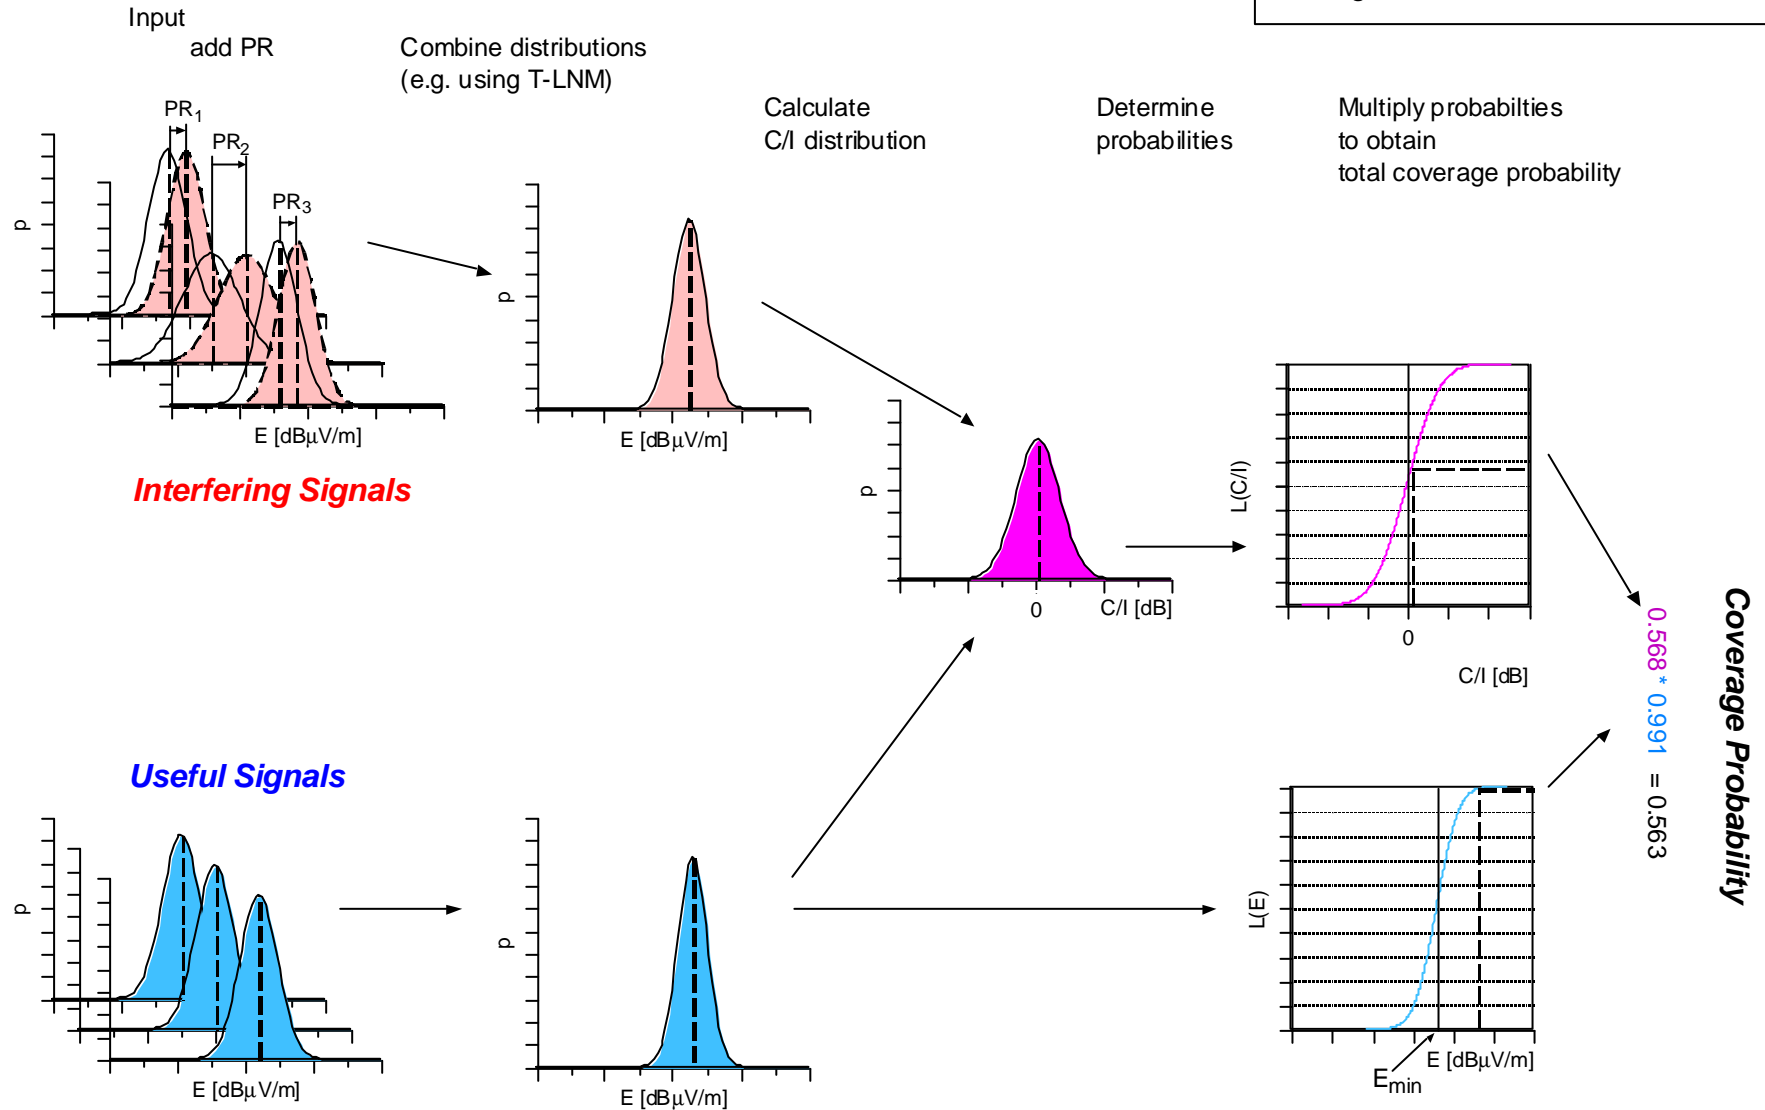 Input
add PR
Combine distributions
(e.g. using T-LNM)
Calculate
C/I distribution
Determine
probabilities
Multiply probabilties
to obtain
total coverage probability
PR1
PR2
PR3
p
E [dBµV/m]
Interfering Signals
p
E [dBµV/m]
p
0
C/I [dB]
L(C/I)
0
C/I [dB]
Useful Signals
p
E [dBµV/m]
p
E [dBµV/m]
L(E)
Emin
E [dBµV/m]
0.568 * 0.991 = 0.563
Coverage Probability